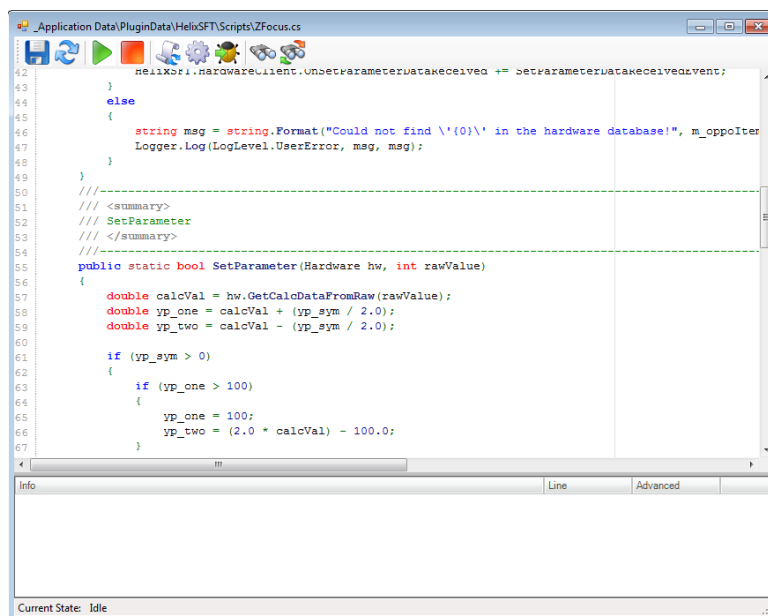 _Application Data\PluginData\HelixSFT\Scripts\ZFocus.cs
42 HelixSFT.HardwareClient.OnSetParameterDataReceived += SetParameterDataReceivedEvent;
43 }
44 else
45 {
46 string msg = string.Format("Could not find \'{0}\' in the hardware database!", m_oppoItem
47 Logger.Log(LogLevel.UserError, msg, msg);
48 }
49 }
50 ///------------------------------------------------------------------------------------
51 /// <summary>
52 /// SetParameter
53 /// </summary>
54 ///------------------------------------------------------------------------------------
55 public static bool SetParameter(Hardware hw, int rawValue)
56 {
57 double calcVal = hw.GetCalcDataFromRaw(rawValue);
58 double yp_one = calcVal + (yp_sym / 2.0);
59 double yp_two = calcVal - (yp_sym / 2.0);
60
61 if (yp_sym > 0)
62 {
63 if (yp_one > 100)
64 {
65 yp_one = 100;
66 yp_two = (2.0 * calcVal) - 100.0;
67 }
Info Line Advanced
Current State: Idle